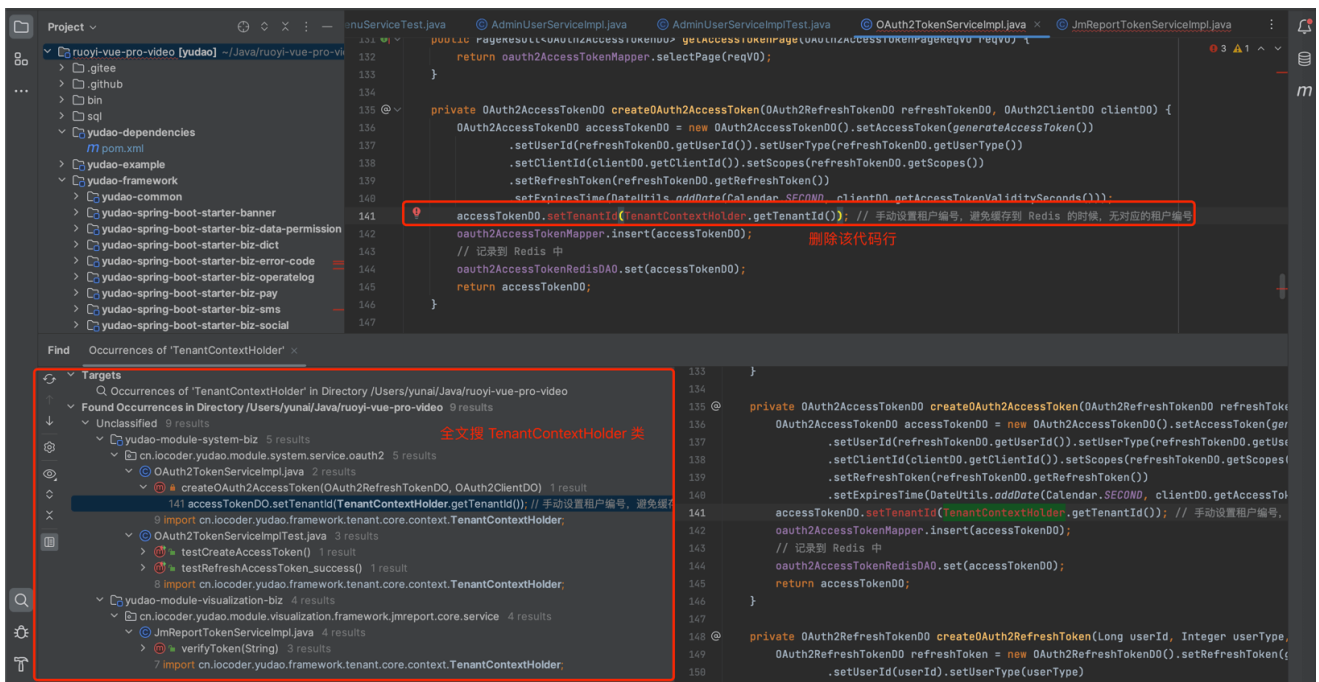 Project
nuServiceTest.java
AdminUserServiceImpl.java
AdminUserServiceImplTest.java
OAuth2TokenServiceImpl.java
JmReportTokenServiceImpl.java
ruoyi-vue-pro-video [yudao] ~/Java/ruoyi-vue-pro-vi
.gitee
.github
bin
sql
yudao-dependencies
pom.xml
yudao-example
yudao-framework
yudao-common
yudao-spring-boot-starter-banner
yudao-spring-boot-starter-biz-data-permission
yudao-spring-boot-starter-biz-dict
yudao-spring-boot-starter-biz-error-code
yudao-spring-boot-starter-biz-operatelog
yudao-spring-boot-starter-biz-pay
yudao-spring-boot-starter-biz-sms
yudao-spring-boot-starter-biz-social
3 1
131 public PageResult<OAuth2AccessTokenDO> getAccessTokenPage(OAuth2AccessTokenPageReqVO reqVO) {
132 return oauth2AccessTokenMapper.selectPage(reqVO);
133 }
134
135 private OAuth2AccessTokenDO createOAuth2AccessToken(OAuth2RefreshTokenDO refreshTokenDO, OAuth2ClientDO clientDO) {
136 OAuth2AccessTokenDO accessTokenDO = new OAuth2AccessTokenDO().setAccessToken(generateAccessToken())
137 .setUserId(refreshTokenDO.getUserId()).setUserType(refreshTokenDO.getUserType())
138 .setClientId(clientDO.getClientId()).setScopes(refreshTokenDO.getScopes())
139 .setRefreshToken(refreshTokenDO.getRefreshToken())
140 .setExpiresTime(DateUtils.addDate(Calendar.SECOND, clientDO.getAccessTokenValiditySeconds()));
141 accessTokenDO.setTenantId(TenantContextHolder.getTenantId()); // 手动设置租户编号，避免缓存到 Redis 的时候，无对应的租户编号
142 oauth2AccessTokenMapper.insert(accessTokenDO);
删除该代码行
143 // 记录到 Redis 中
144 oauth2AccessTokenRedisDAO.set(accessTokenDO);
145 return accessTokenDO;
146 }
147
Find Occurrences of 'TenantContextHolder'
Targets
Occurrences of 'TenantContextHolder' in Directory /Users/yunai/Java/ruoyi-vue-pro-video
Found Occurrences in Directory /Users/yunai/Java/ruoyi-vue-pro-video 9 results
Unclassified 9 results
全文搜 TenantContextHolder 类
yudao-module-system-biz 5 results
cn.iocoder.yudao.module.system.service.oauth2 5 results
OAuth2TokenServiceImpl.java 2 results
createOAuth2AccessToken(OAuth2RefreshTokenDO, OAuth2ClientDO) 1 result
141 accessTokenDO.setTenantId(TenantContextHolder.getTenantId()); // 手动设置租户编号，避免缓存
9 import cn.iocoder.yudao.framework.tenant.core.context.TenantContextHolder;
OAuth2TokenServiceImplTest.java 3 results
testCreateAccessToken() 1 result
testRefreshAccessToken_success() 1 result
8 import cn.iocoder.yudao.framework.tenant.core.context.TenantContextHolder;
yudao-module-visualization-biz 4 results
cn.iocoder.yudao.module.visualization.framework.jmreport.core.service 4 results
JmReportTokenServiceImpl.java 4 results
verifyToken(String) 3 results
7 import cn.iocoder.yudao.framework.tenant.core.context.TenantContextHolder;
133 }
134
135 private OAuth2AccessTokenDO createOAuth2AccessToken(OAuth2RefreshTokenDO refreshToke
136 OAuth2AccessTokenDO accessTokenDO = new OAuth2AccessTokenDO().setAccessToken(gen
137 .setUserId(refreshTokenDO.getUserId()).setUserType(refreshTokenDO.getUse
138 .setClientId(clientDO.getClientId()).setScopes(refreshTokenDO.getScopes(
139 .setRefreshToken(refreshTokenDO.getRefreshToken())
140 .setExpiresTime(DateUtils.addDate(Calendar.SECOND, clientDO.getAccessTok
141 accessTokenDO.setTenantId(TenantContextHolder.getTenantId()); // 手动设置租户编号，
142 oauth2AccessTokenMapper.insert(accessTokenDO);
143 // 记录到 Redis 中
144 oauth2AccessTokenRedisDAO.set(accessTokenDO);
145 return accessTokenDO;
146 }
147
148 private OAuth2RefreshTokenDO createOAuth2RefreshToken(Long userId, Integer userType,
149 OAuth2RefreshTokenDO refreshToken = new OAuth2RefreshTokenDO().setRefreshToken(g
150 .setUserId(userId).setUserType(userType)